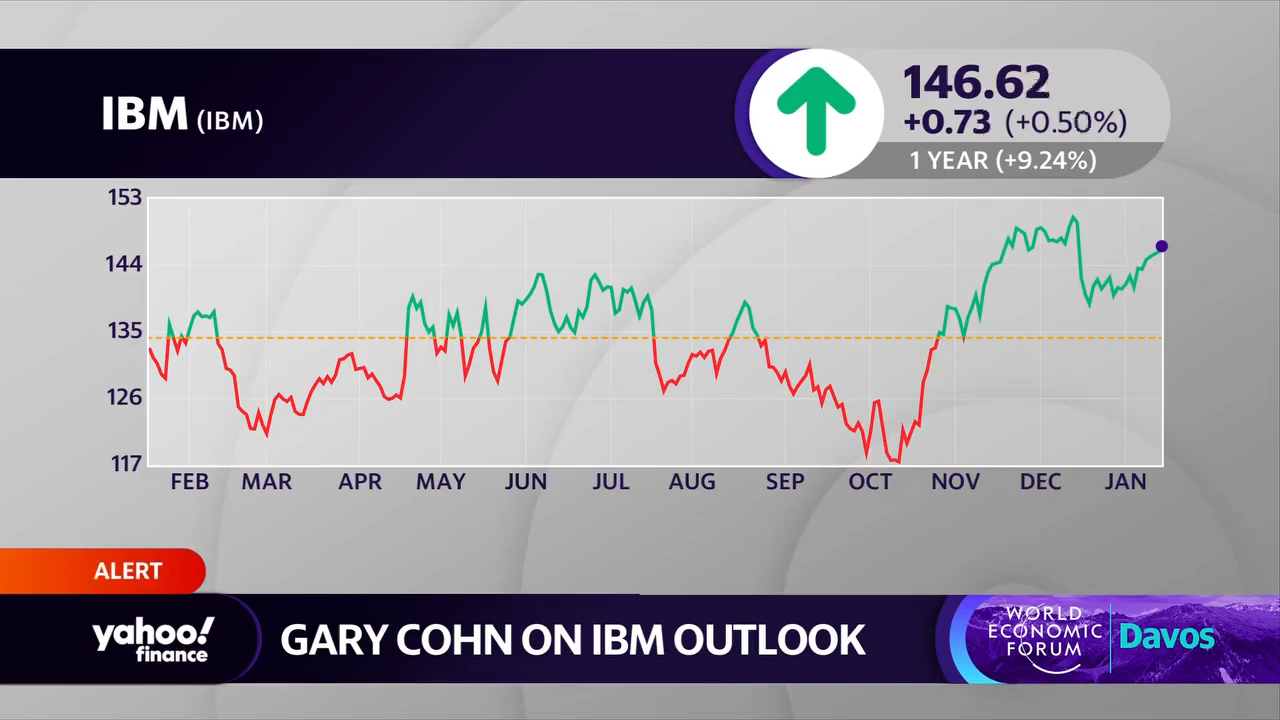 IBM (IBM)
146.62
+0.73 (+0.50%)
1 YEAR (+9.24%)
153
144
135
126
117
FEB MAR APR MAY JUN JUL AUG SEP OCT NOV DEC JAN
ALERT
yahoo!
finance
GARY COHN ON IBM OUTLOOK
WORLD
ECONOMIC
FORUM
Davos